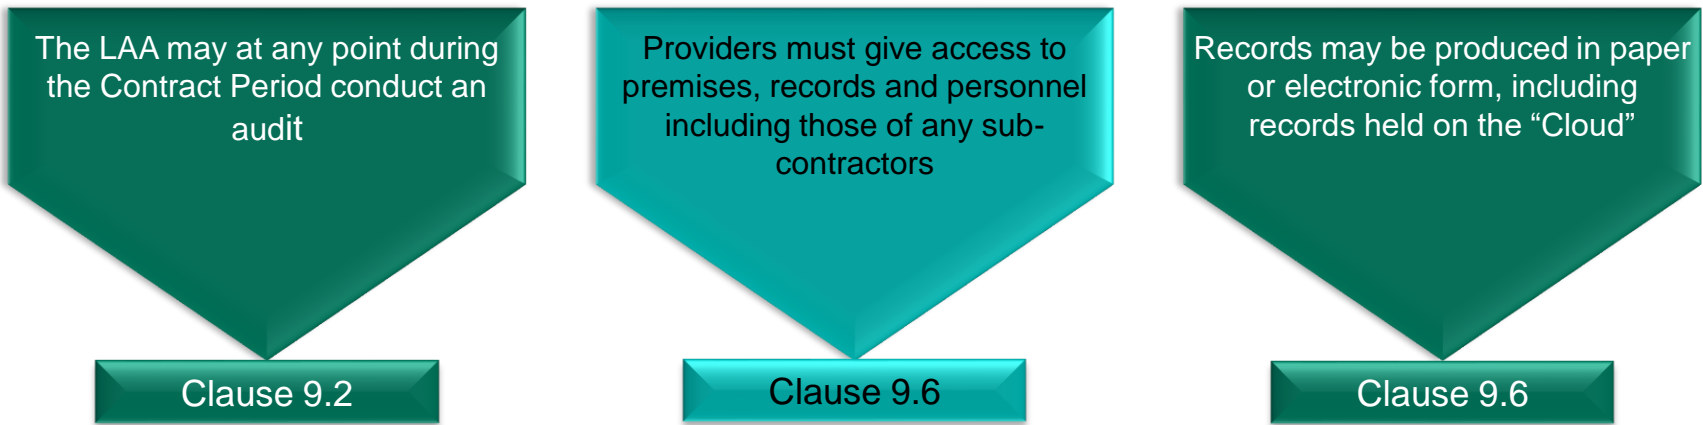 The LAA may at any point during
the Contract Period conduct an
audit
Clause 9.2
Providers must give access to
premises, records and personnel
including those of any sub-
contractors
Clause 9.6
Records may be produced in paper
or electronic form, including
records held on the “Cloud”
Clause 9.6